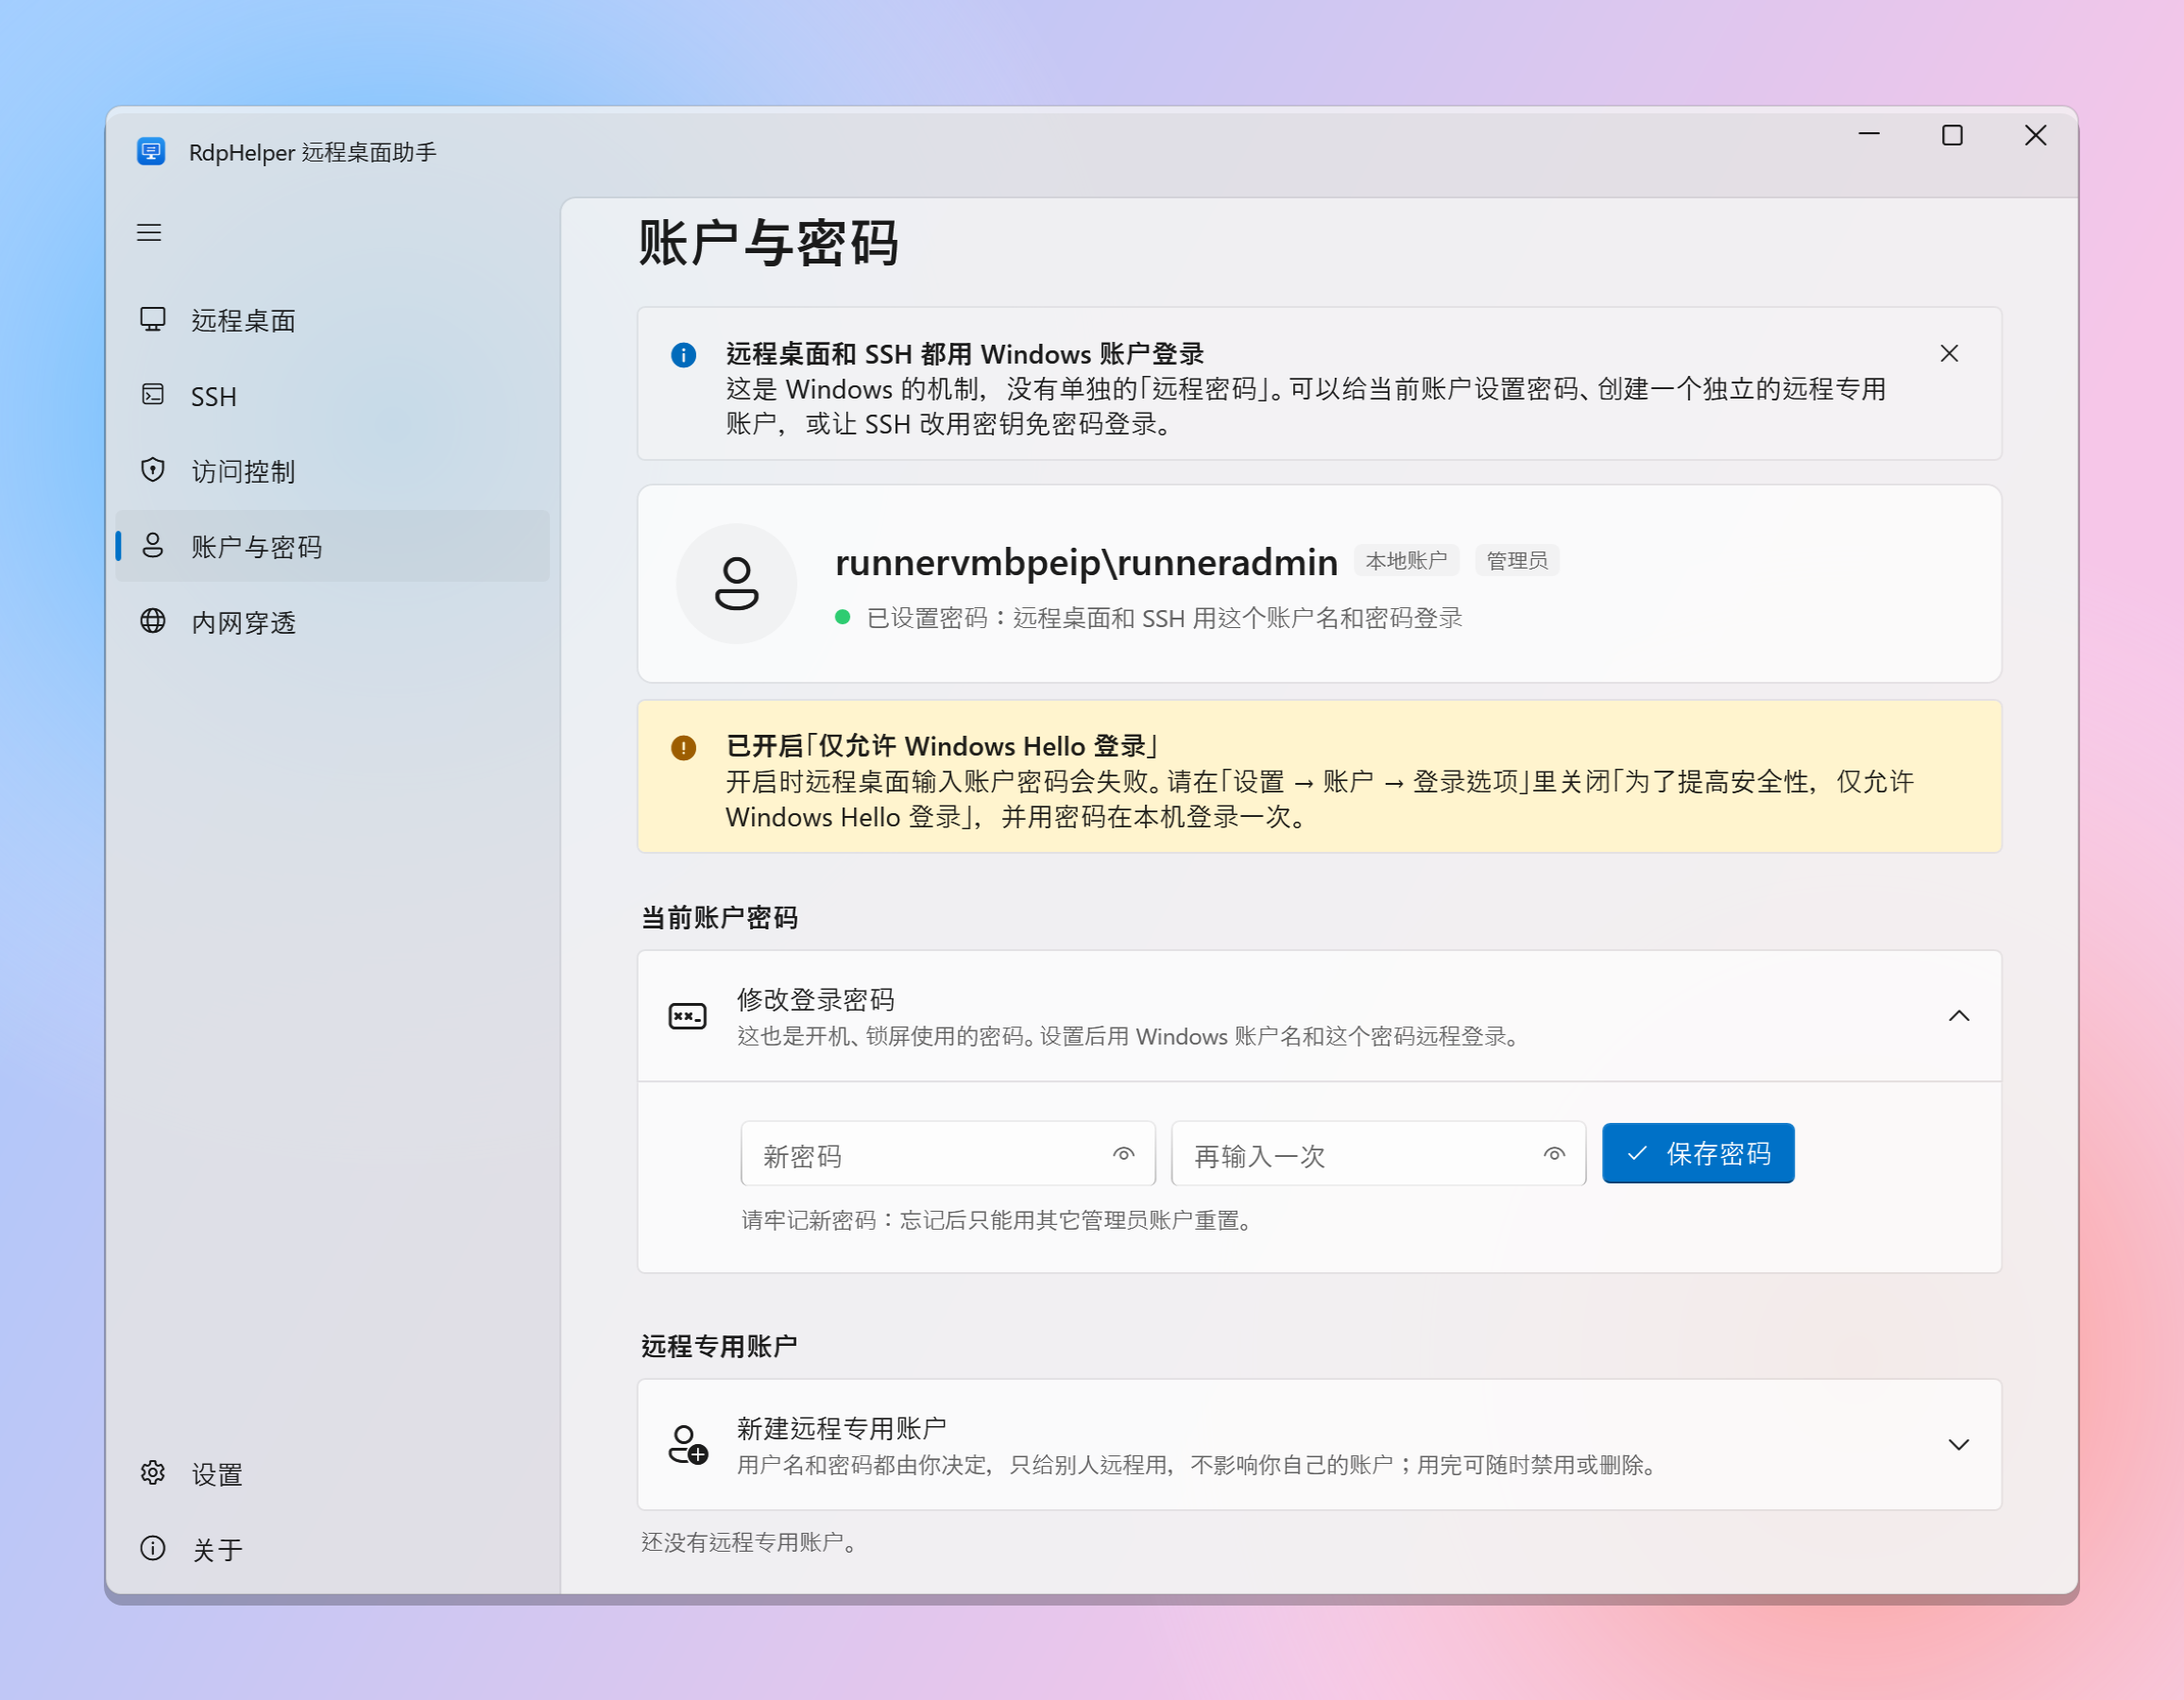 RdpHelper 远程桌面助手
远程桌面
SSH
访问控制
账户与密码
内网穿透
设置
关于
账户与密码
远程桌面和 SSH 都用 Windows 账户登录
这是 Windows 的机制，没有单独的「远程密码」。可以给当前账户设置密码、创建一个独立的远程专用
账户，或让 SSH 改用密钥免密码登录。
runnervmbpeip\runneradmin 本地账户 管理员
已设置密码：远程桌面和 SSH 用这个账户名和密码登录
已开启「仅允许 Windows Hello 登录」
开启时远程桌面输入账户密码会失败。请在「设置 → 账户 → 登录选项」里关闭「为了提高安全性，仅允许
Windows Hello 登录」，并用密码在本机登录一次。
当前账户密码
修改登录密码
这也是开机、锁屏使用的密码。设置后用 Windows 账户名和这个密码远程登录。
新密码 再输入一次 保存密码
请牢记新密码：忘记后只能用其它管理员账户重置。
远程专用账户
新建远程专用账户
用户名和密码都由你决定，只给别人远程用，不影响你自己的账户；用完可随时禁用或删除。
还没有远程专用账户。